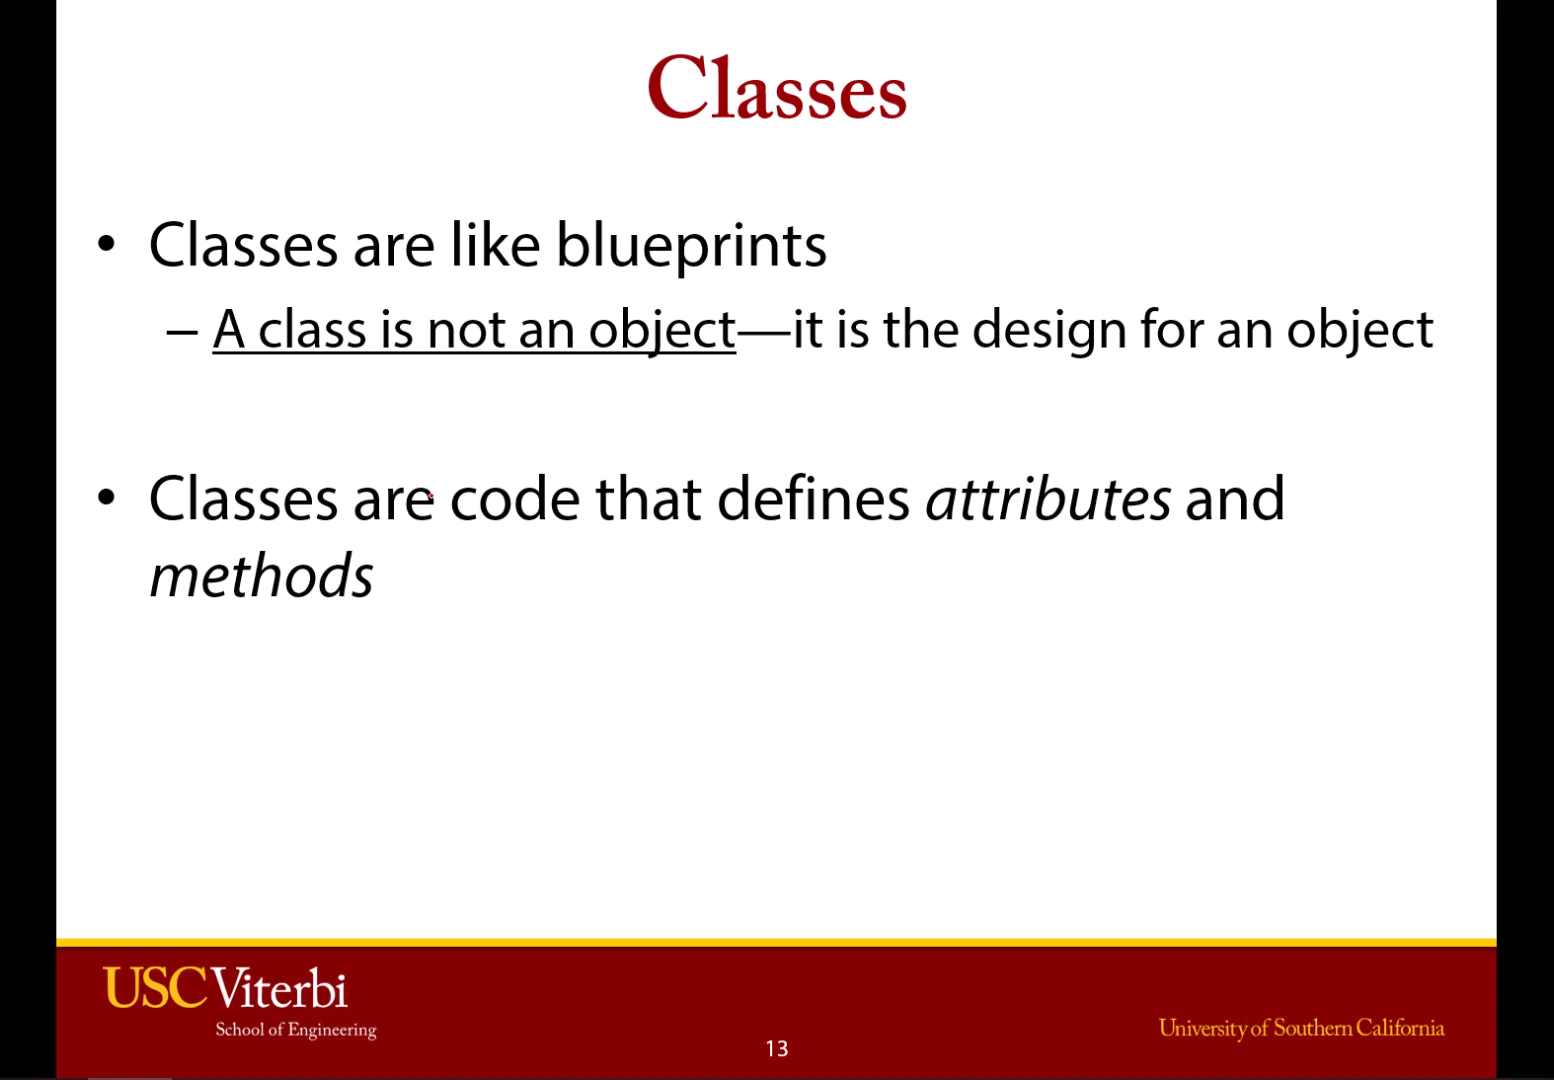 Classes
• Classes are like blueprints
– A class is not an object—it is the design for an object
• Classes are code that defines attributes and
methods
USC Viterbi
School of Engineering
University of Southern California
13